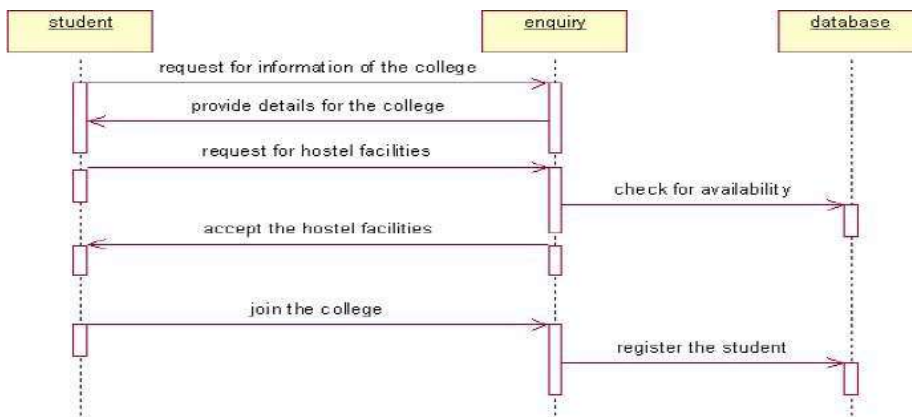 student
enquiry
database
request for information of the college
provide details for the college
request for hostel facilities
check for availability
accept the hostel facilities
join the college
register the student